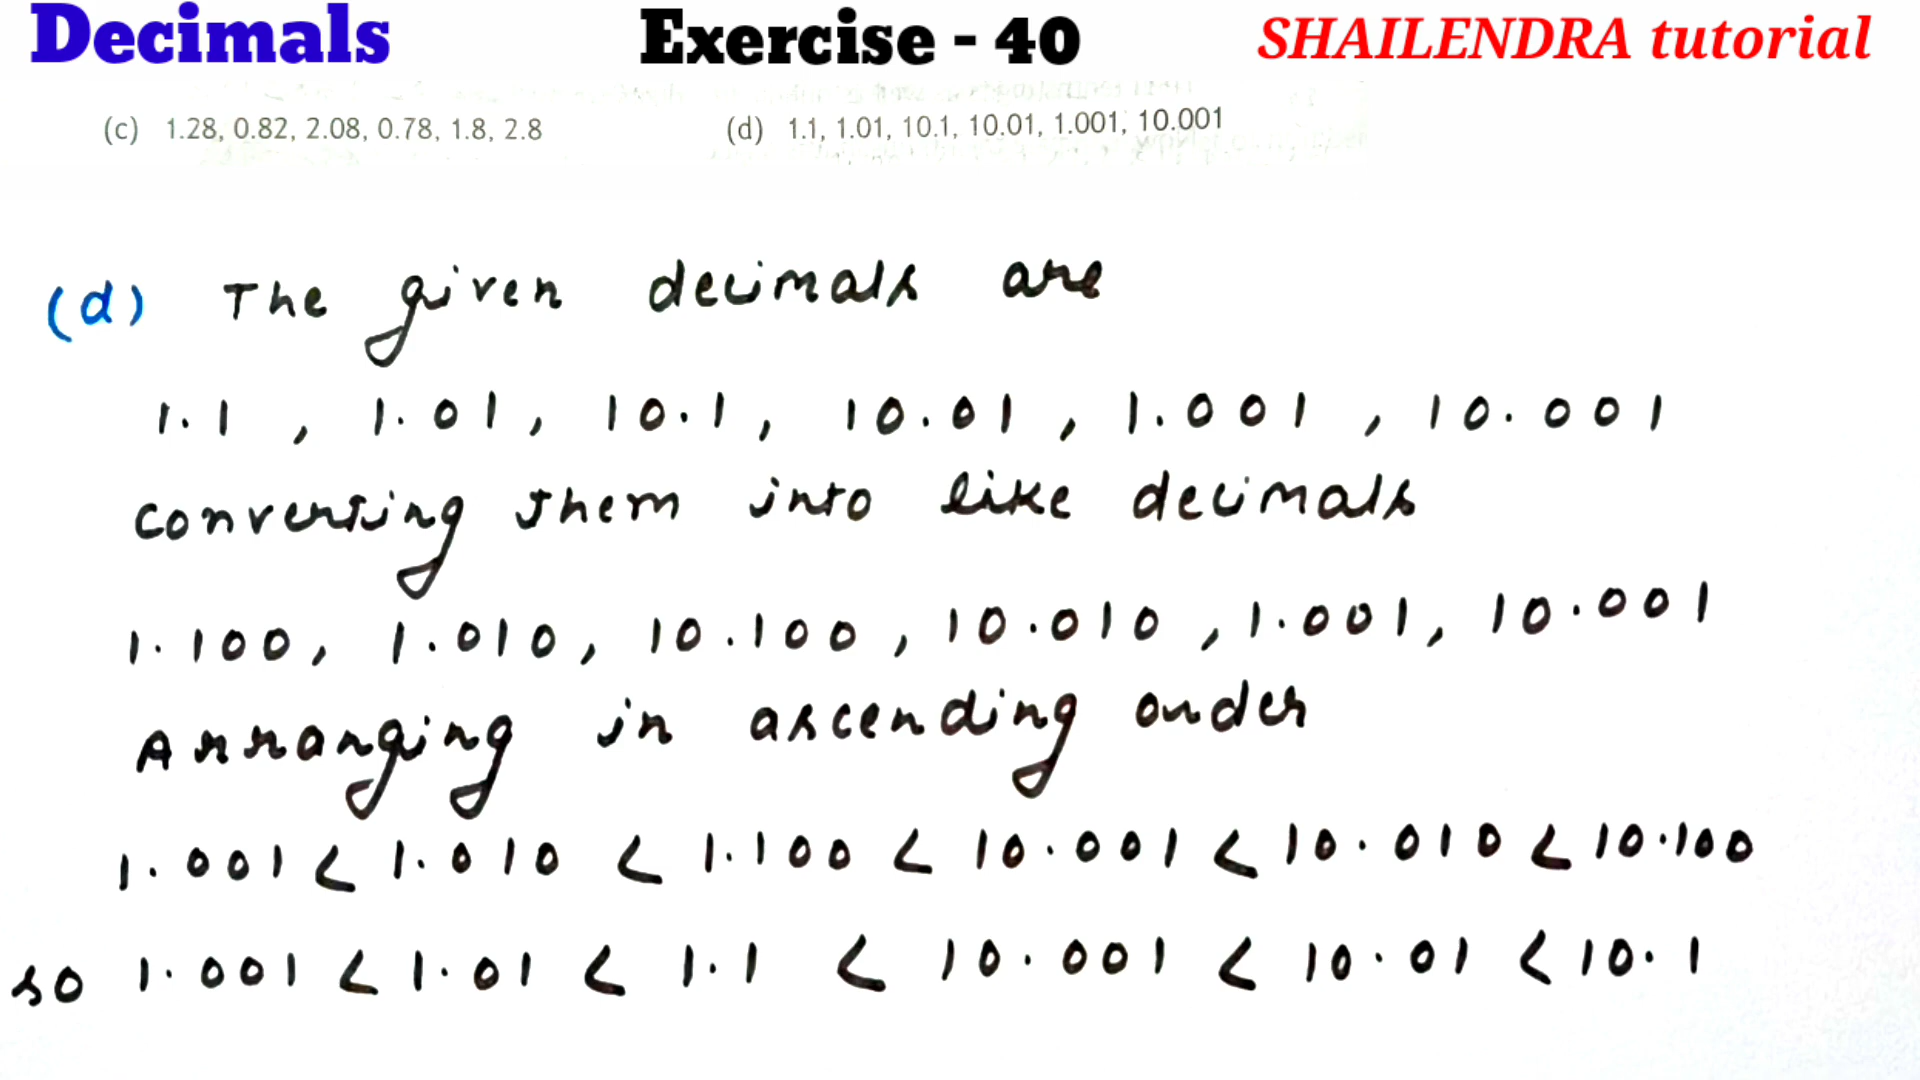 Decimals Exercise - 40 SHAILENDRA tutorial
(c) 1.28, 0.82, 2.08, 0.78, 1.8, 2.8 (d) 1.1, 1.01, 10.1, 10.01, 1.001, 10.001
(d) The given decimals are
1.1 , 1.01, 10.1, 10.01 , 1.001 , 10.001
converting them into like decimals
1.100, 1.010, 10.100, 10.010, 1.001, 10.001
Arranging in ascending order
1.001 < 1.010 < 1.100 < 10.001 < 10.010 < 10.100
so 1.001 < 1.01 < 1.1 < 10.001 < 10.01 < 10.1